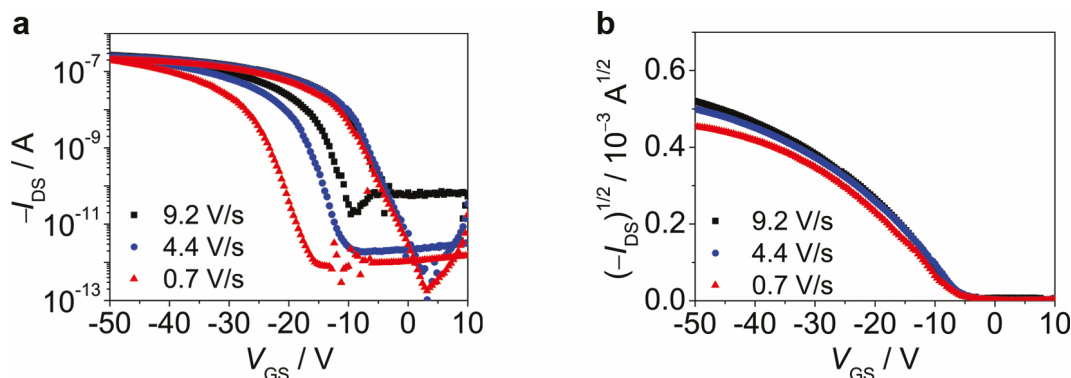 a
10⁻⁷
10⁻⁹
10⁻¹¹
10⁻¹³
−I_DS / A
9.2 V/s
4.4 V/s
0.7 V/s
-50 -40 -30 -20 -10 0 10
V_GS / V
b
0.6
0.4
0.2
0.0
(−I_DS)^1/2 / 10⁻³ A^1/2
9.2 V/s
4.4 V/s
0.7 V/s
-50 -40 -30 -20 -10 0 10
V_GS / V